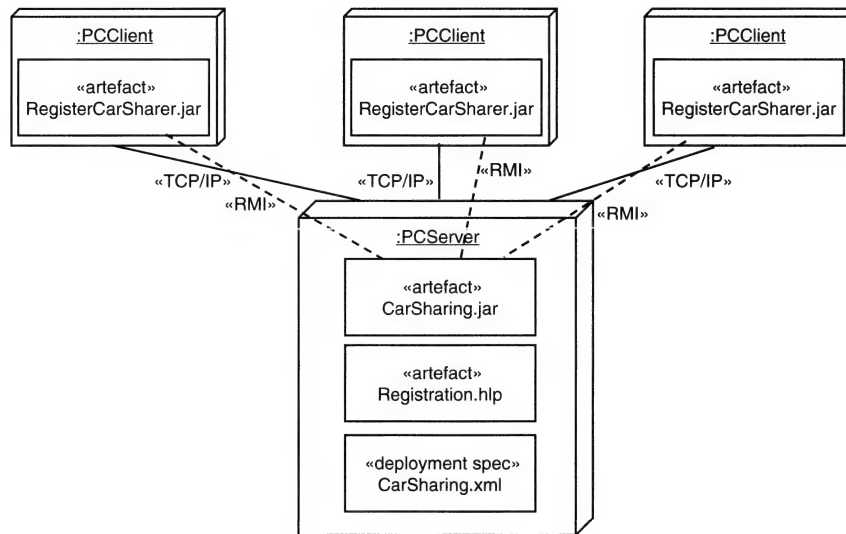 :PCClient
«artefact»
RegisterCarSharer.jar
:PCClient
«artefact»
RegisterCarSharer.jar
:PCClient
«artefact»
RegisterCarSharer.jar
«TCP/IP»
«RMI»
«TCP/IP»
«RMI»
«TCP/IP»
«RMI»
:PCServer
«artefact»
CarSharing.jar
«artefact»
Registration.hlp
«deployment spec»
CarSharing.xml